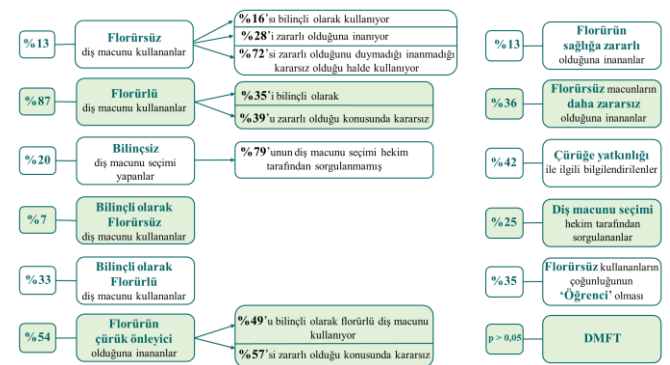 %13
Florürsüz
diş macunu kullananlar
%16'sı bilinçli olarak kullanıyor
%28'i zararlı olduğuna inanıyor
%72'si zararlı olduğunu duymadığı inanmadığı
kararsız olduğu halde kullanıyor
%87
Florürlü
diş macunu kullananlar
%35'i bilinçli olarak
%39'u zararlı olduğu konusunda kararsız
%20
Bilinçsiz
diş macunu seçimi
yapanlar
%79'unun diş macunu seçimi hekim
tarafından sorgulanmamış
%7
Bilinçli olarak
Florürsüz
diş macunu kullananlar
%33
Bilinçli olarak
Florürlü
diş macunu kullananlar
%54
Florürün
çürük önleyici
olduğuna inananlar
%49'u bilinçli olarak florürlü diş macunu
kullanıyor
%57'si zararlı olduğu konusunda kararsız
%13
Florürün
sağlığa zararlı
olduğuna inananlar
%36
Florürsüz macunların
daha zararsız
olduğuna inananlar
%42
Çürüğe yatkınlığı
ile ilgili bilgilendirilenler
%25
Diş macunu seçimi
hekim tarafından
sorgulananlar
%35
Florürsüz kullananların
çoğunluğunun
'Öğrenci' olması
p > 0,05
DMFT